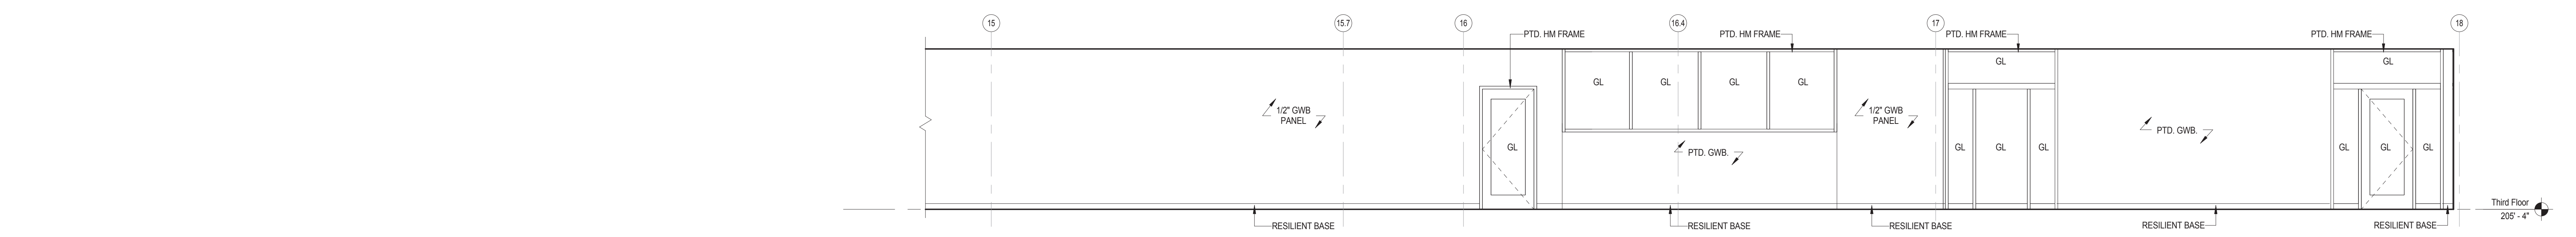 15
15.7
16
16.4
17
18
PTD. HM FRAME
PTD. HM FRAME
PTD. HM FRAME
PTD. HM FRAME
GL
GL
GL
GL
GL
GL
1/2" GWB
PANEL
1/2" GWB
PANEL
PTD. GWB.
GL
GL
GL
GL
GL
GL
GL
PTD. GWB.
Third Floor
205' - 4"
RESILIENT BASE
RESILIENT BASE
RESILIENT BASE
RESILIENT BASE
RESILIENT BASE